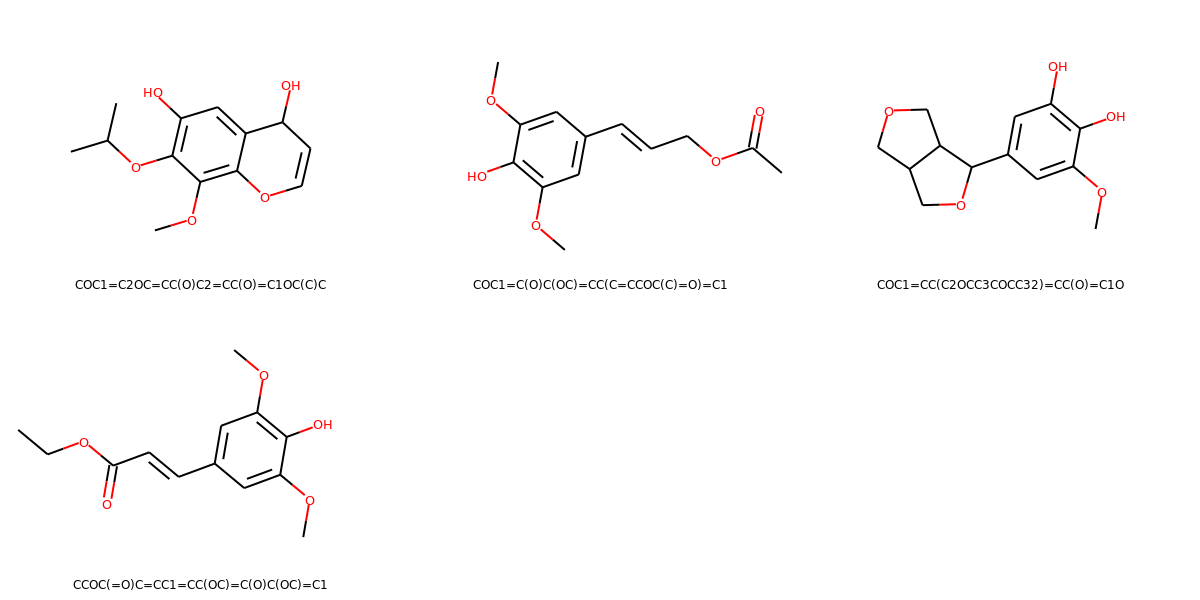 HO
OH
O
O
O
COC1=C2OC=CC(O)C2=CC(O)=C1OC(C)C
O
HO
O
O
O
COC1=C(O)C(OC)=CC(C=CCOC(C)=O)=C1
OH
O
OH
O
O
COC1=CC(C2OCC3COCC32)=CC(O)=C1O
O
OH
O
O
O
CCOC(=O)C=CC1=CC(OC)=C(O)C(OC)=C1